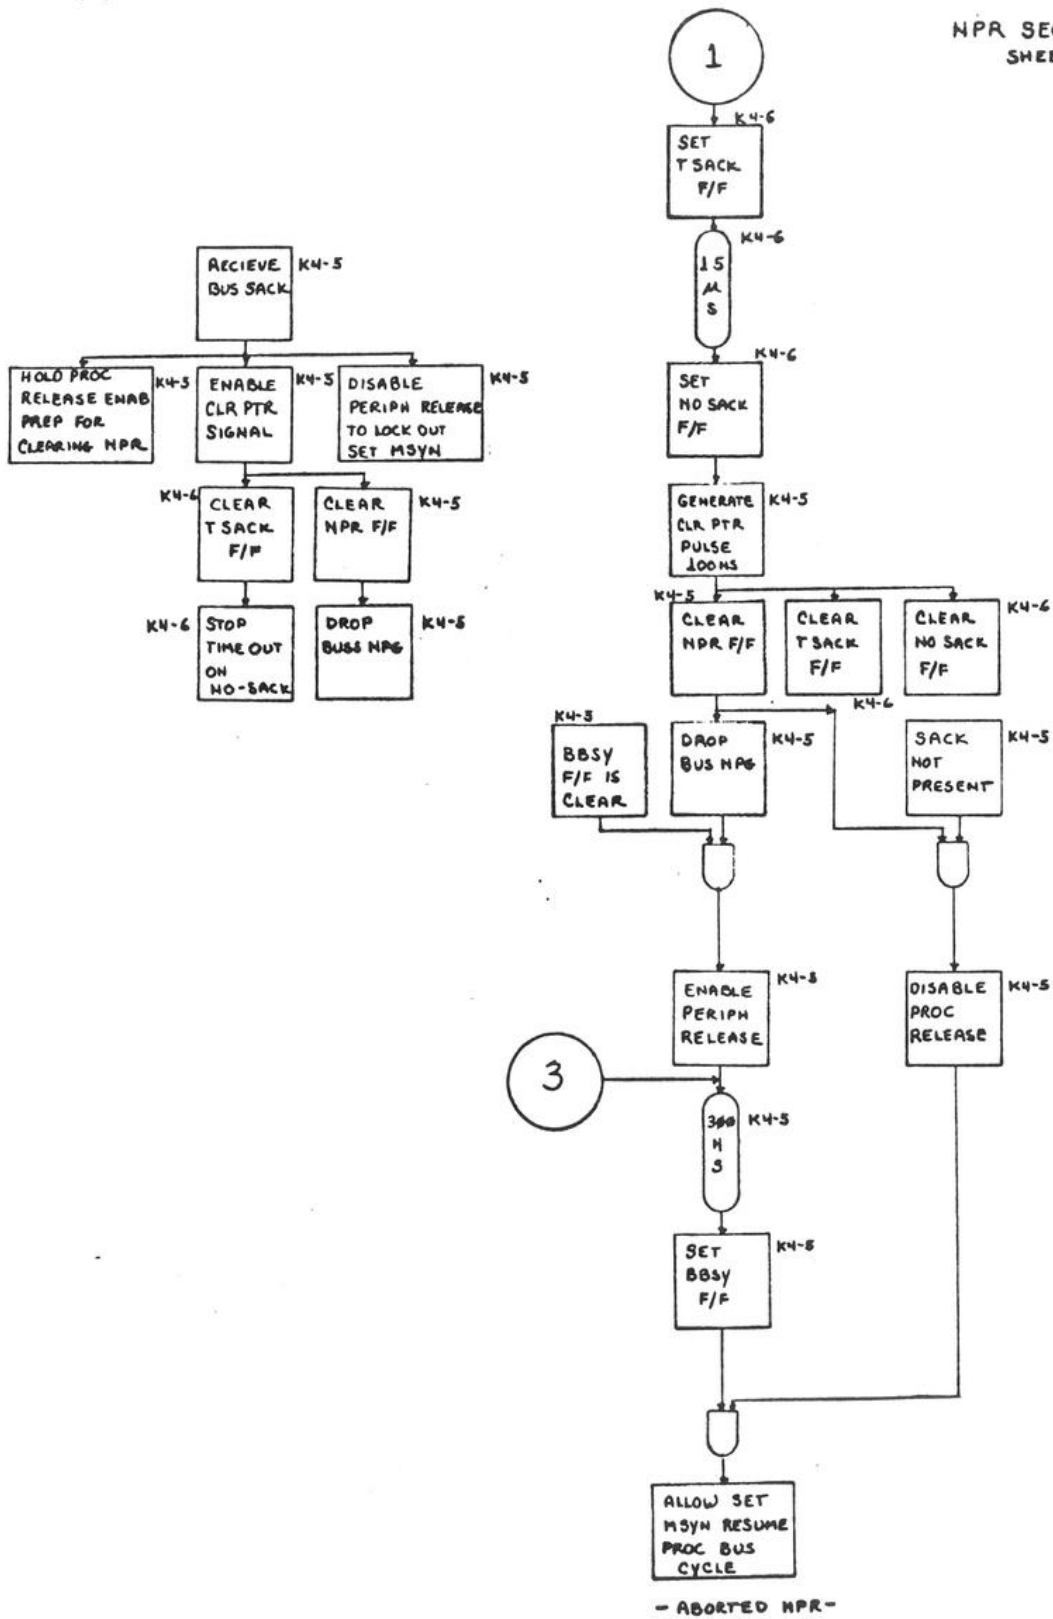 NPR SE
SHEE
1
K4-6
SET
T SACK
F/F
K4-6
15
μ
S
K4-6
SET
NO SACK
F/F
GENERATE
CLR PTR
PULSE
100NS
K4-5
K4-5
CLEAR
NPR F/F
CLEAR
T SACK
F/F
CLEAR
NO SACK
F/F
K4-6
K4-6
RECIEVE
BUS SACK
K4-5
HOLD PROC
RELEASE ENAB
PREP FOR
CLEARING NPR
K4-5
ENABLE
CLR PTR
SIGNAL
K4-5
DISABLE
PERIPH RELEASE
TO LOCK OUT
SET MSYN
K4-5
K4-6
CLEAR
T SACK
F/F
CLEAR
NPR F/F
K4-5
K4-6
STOP
TIME OUT
ON
NO-SACK
DROP
BUSS NPG
K4-5
K4-5
BBSY
F/F IS
CLEAR
DROP
BUS NPG
K4-5
SACK
NOT
PRESENT
K4-5
ENABLE
PERIPH
RELEASE
K4-5
DISABLE
PROC
RELEASE
K4-5
3
300
N
S
K4-5
SET
BBSY
F/F
K4-5
ALLOW SET
MSYN RESUME
PROC BUS
CYCLE
- ABORTED NPR -